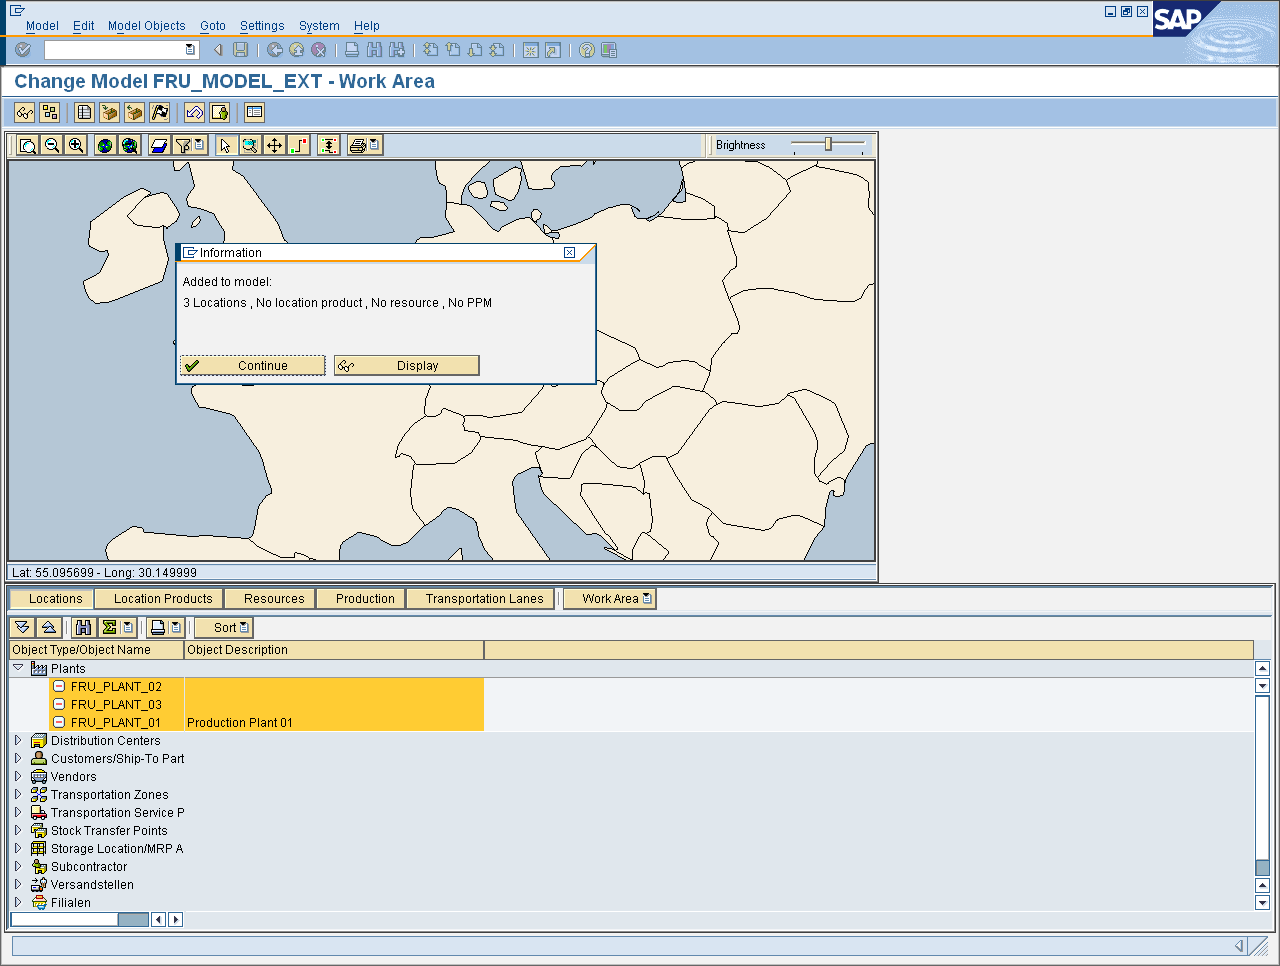 Model Edit Model Objects Goto Settings System Help
SAP
Change Model FRU_MODEL_EXT - Work Area
Brightness
Information
Added to model:
3 Locations , No location product , No resource , No PPM
Continue Display
Lat: 55.095699 - Long: 30.149999
Locations Location Products Resources Production Transportation Lanes Work Area
Sort
Object Type/Object Name Object Description
Plants
FRU_PLANT_02
FRU_PLANT_03
FRU_PLANT_01 Production Plant 01
Distribution Centers
Customers/Ship-To Part
Vendors
Transportation Zones
Transportation Service P
Stock Transfer Points
Storage Location/MRP A
Subcontractor
Versandstellen
Filialen